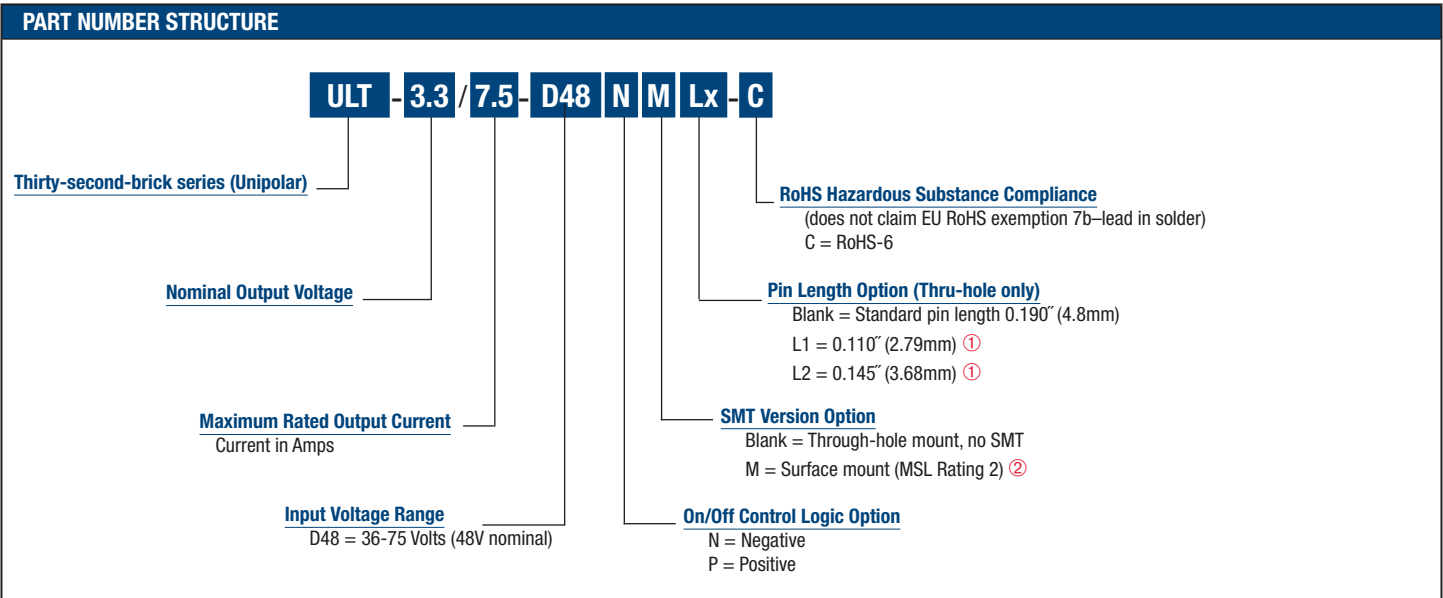 PART NUMBER STRUCTURE
ULT - 3.3 / 7.5 - D48 N M Lx - C
Thirty-second-brick series (Unipolar)
RoHS Hazardous Substance Compliance
(does not claim EU RoHS exemption 7b–lead in solder)
C = RoHS-6
Nominal Output Voltage
Pin Length Option (Thru-hole only)
Blank = Standard pin length 0.190˝ (4.8mm)
L1 = 0.110˝ (2.79mm) ①
L2 = 0.145˝ (3.68mm) ①
Maximum Rated Output Current
Current in Amps
SMT Version Option
Blank = Through-hole mount, no SMT
M = Surface mount (MSL Rating 2) ②
Input Voltage Range
D48 = 36-75 Volts (48V nominal)
On/Off Control Logic Option
N = Negative
P = Positive